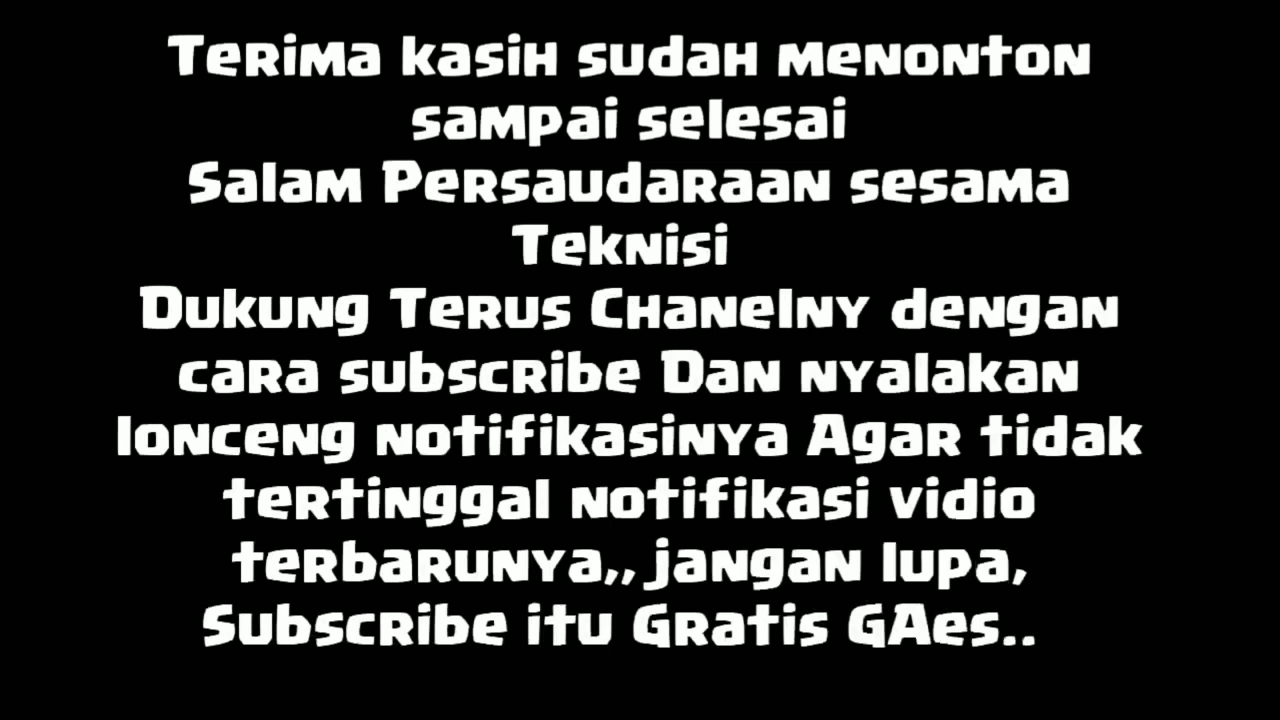 Terima kasih sudah menonton
sampai selesai
Salam Persaudaraan sesama
Teknisi
Dukung Terus Chanelny dengan
cara subscribe Dan nyalakan
lonceng notifikasinya Agar tidak
tertinggal notifikasi vidio
terbarunya,, jangan lupa,
Subscribe itu Gratis GAes..